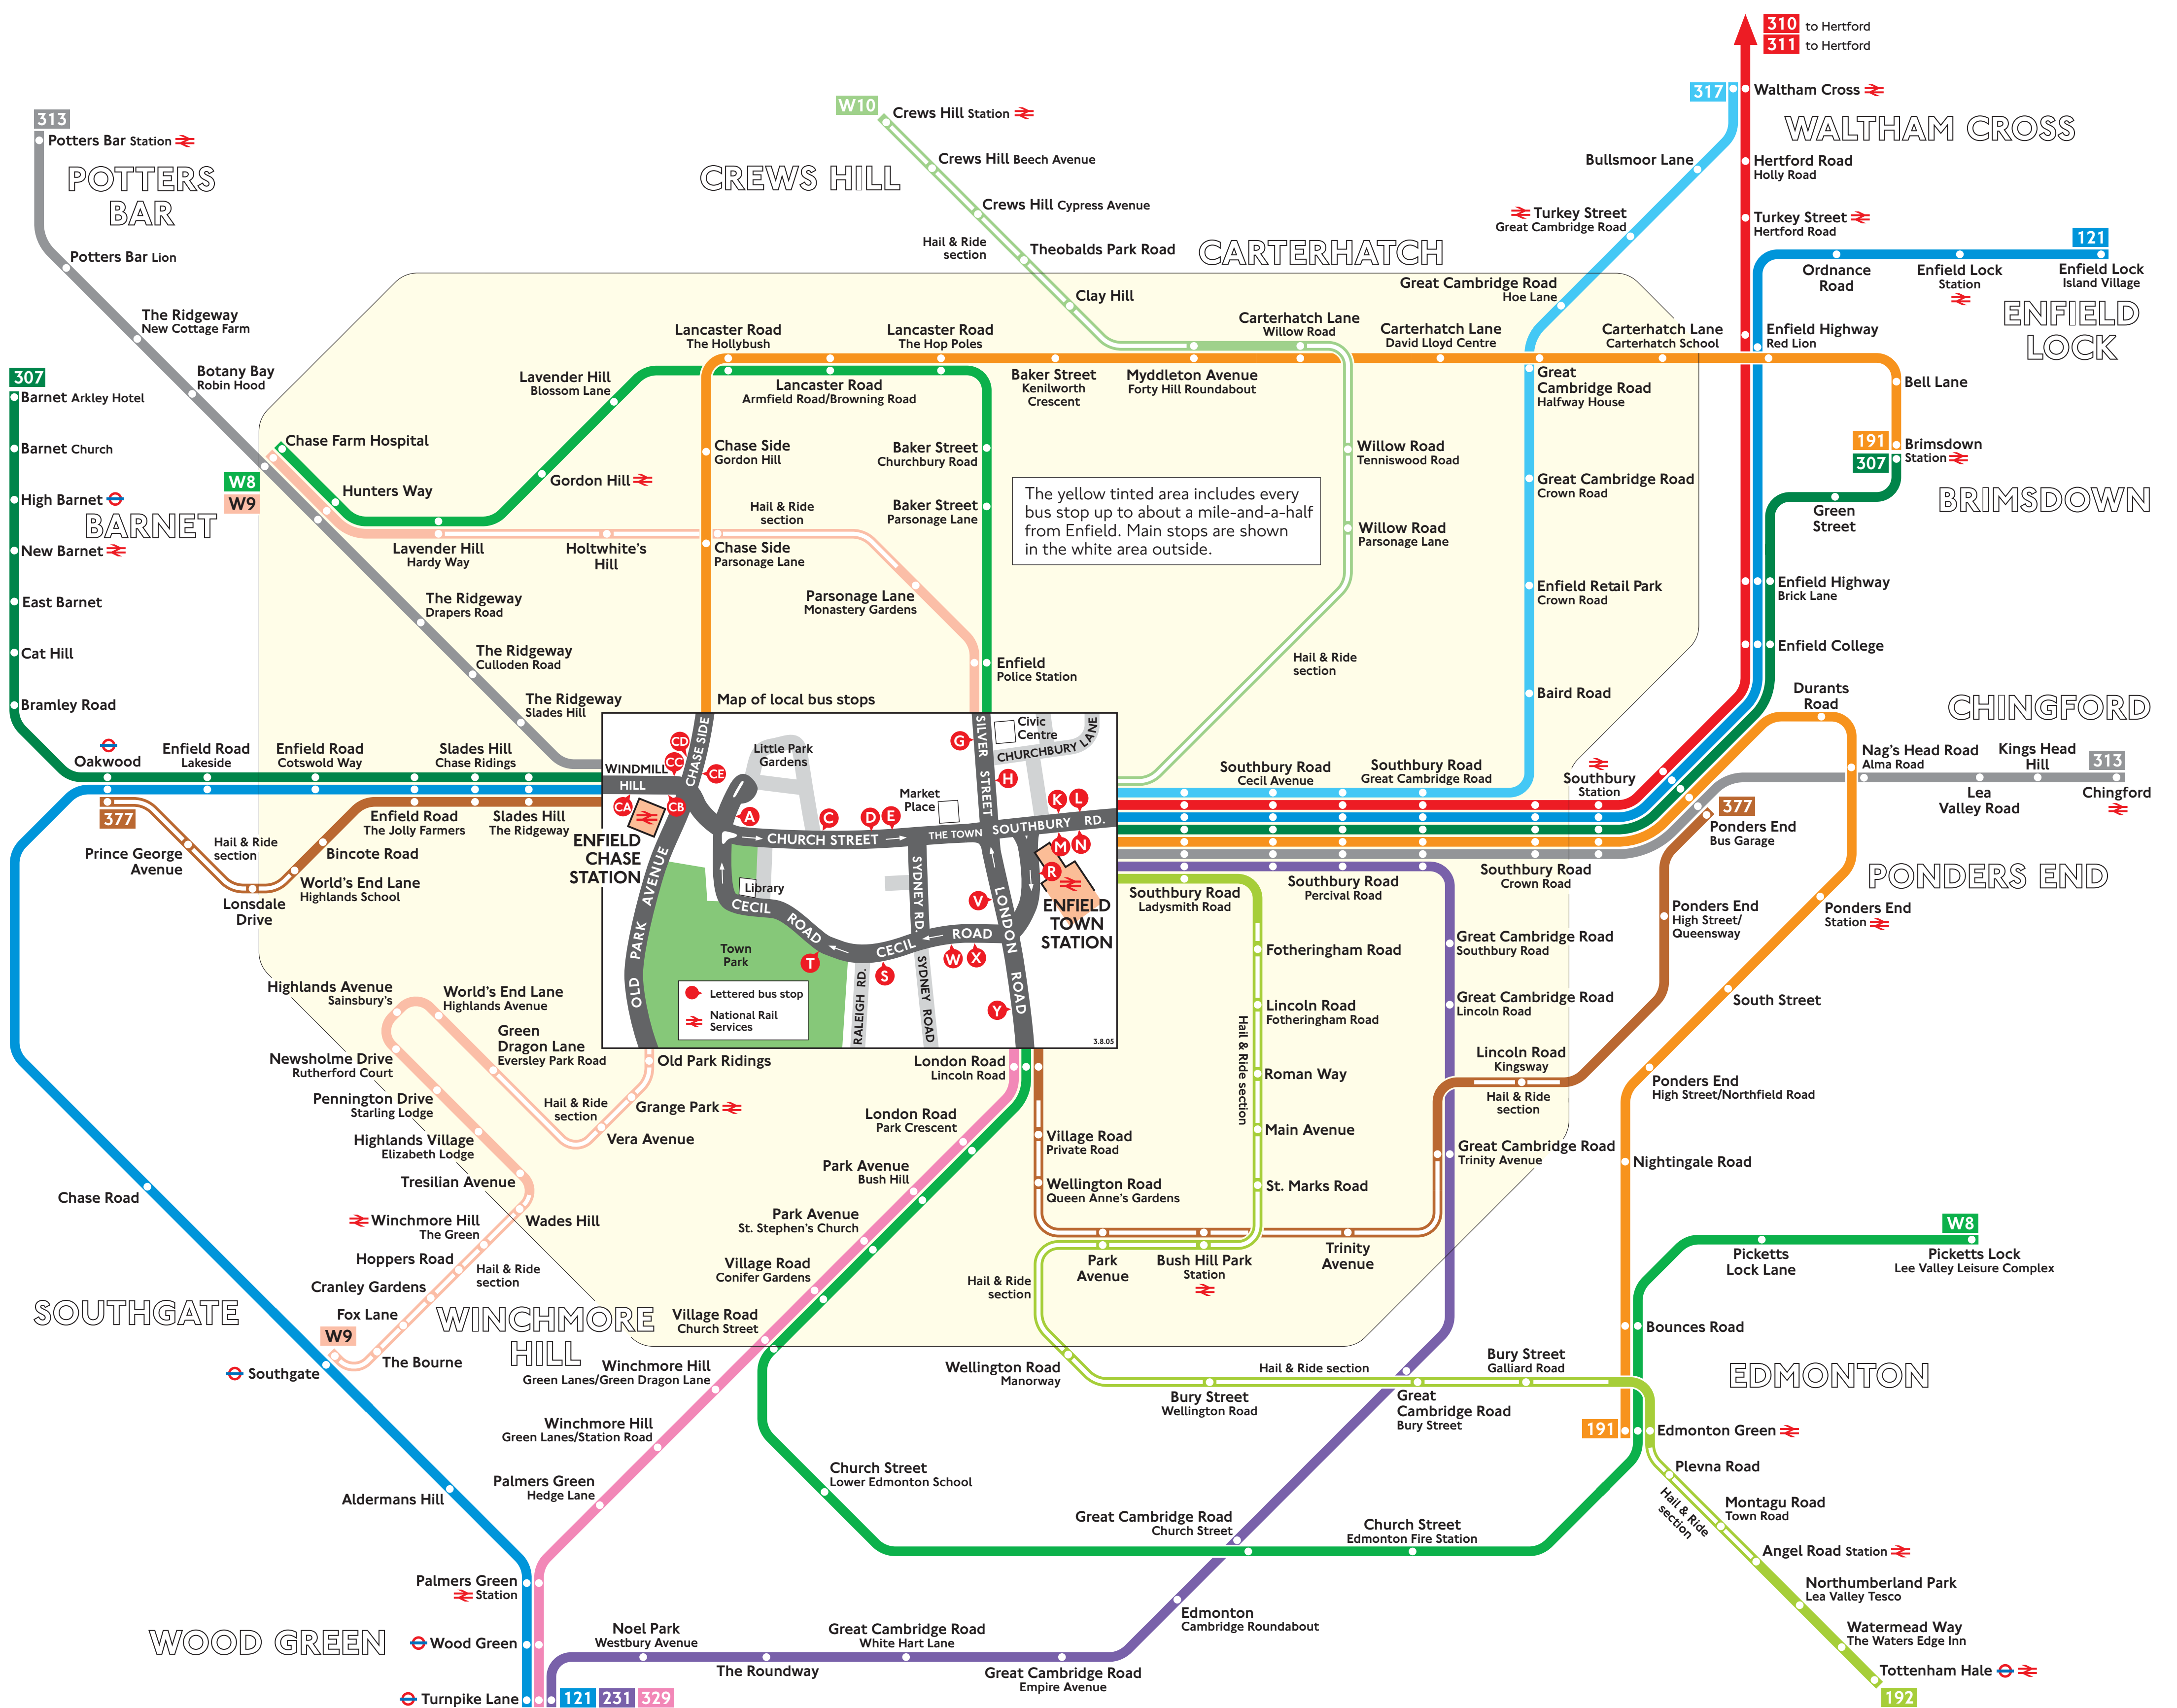 310 to Hertford
311 to Hertford
317
Waltham Cross
WALTHAM CROSS
W10
Crews Hill Station
313
Potters Bar Station
POTTERS
BAR
CREWS HILL
Crews Hill Beech Avenue
Bullsmoor Lane
Hertford Road
Holly Road
Crews Hill Cypress Avenue
Turkey Street
Great Cambridge Road
Turkey Street
Hertford Road
Hail & Ride
section
Theobalds Park Road
CARTERHATCH
121
Potters Bar Lion
Ordnance
Road
Enfield Lock
Station
Enfield Lock
Island Village
ENFIELD
LOCK
Clay Hill
Great Cambridge Road
Hoe Lane
The Ridgeway
New Cottage Farm
Lancaster Road
The Hollybush
Lancaster Road
The Hop Poles
Carterhatch Lane
Willow Road
Carterhatch Lane
David Lloyd Centre
Carterhatch Lane
Carterhatch School
Enfield Highway
Red Lion
Botany Bay
Robin Hood
Lavender Hill
Blossom Lane
Lancaster Road
Armfield Road/Browning Road
Baker Street
Kenilworth
Crescent
Myddleton Avenue
Forty Hill Roundabout
Great
Cambridge Road
Halfway House
Bell Lane
307
Barnet Arkley Hotel
Barnet Church
High Barnet
BARNET
New Barnet
East Barnet
Cat Hill
Bramley Road
Chase Farm Hospital
W8
W9
Hunters Way
Gordon Hill
Chase Side
Gordon Hill
Baker Street
Churchbury Road
Baker Street
Parsonage Lane
Willow Road
Tenniswood Road
Willow Road
Parsonage Lane
Great Cambridge Road
Crown Road
191
307
Brimsdown
Station
BRIMSDOWN
Green
Street
The yellow tinted area includes every
bus stop up to about a mile-and-a-half
from Enfield. Main stops are shown
in the white area outside.
Hail & Ride
section
Lavender Hill
Hardy Way
Holtwhite's
Hill
Chase Side
Parsonage Lane
Parsonage Lane
Monastery Gardens
The Ridgeway
Drapers Road
Enfield Retail Park
Crown Road
Enfield Highway
Brick Lane
Enfield College
The Ridgeway
Culloden Road
Enfield
Police Station
Hail & Ride
section
The Ridgeway
Slades Hill
Map of local bus stops
Baird Road
Durants
Road
CHINGFORD
Oakwood
Enfield Road
Lakeside
Enfield Road
Cotswold Way
Slades Hill
Chase Ridings
377
Prince George
Avenue
Hail & Ride
section
Lonsdale
Drive
World's End Lane
Highlands School
Bincote Road
Enfield Road
The Jolly Farmers
Slades Hill
The Ridgeway
CD
CC
CE
CA
CB
WINDMILL
HILL
CHASE SIDE
Little Park
Gardens
G
SILVER
STREET
Civic
Centre
CHURCHBURY LANE
H
Market
Place
K
L
A
C
D
E
CHURCH STREET
THE TOWN
SOUTHBURY RD.
M
N
R
ENFIELD
CHASE
STATION
OLD PARK AVENUE
Library
CECIL
ROAD
SYDNEY RD.
V
LONDON
ROAD
ENFIELD
TOWN
STATION
Town
Park
T
CECIL
ROAD
S
W
X
Y
RALEIGH RD.
SYDNEY ROAD
Lettered bus stop
National Rail
Services
3.8.05
Southbury Road
Cecil Avenue
Southbury Road
Great Cambridge Road
Southbury
Station
Nag's Head Road
Alma Road
Kings Head
Hill
313
Lea
Valley Road
Chingford
377
Ponders End
Bus Garage
PONDERS END
Southbury Road
Ladysmith Road
Southbury Road
Percival Road
Southbury Road
Crown Road
Ponders End
High Street/
Queensway
Ponders End
Station
South Street
Fotheringham Road
Great Cambridge Road
Southbury Road
Lincoln Road
Fotheringham Road
Great Cambridge Road
Lincoln Road
Hail & Ride section
Roman Way
Lincoln Road
Kingsway
Hail & Ride
section
Ponders End
High Street/Northfield Road
Main Avenue
Great Cambridge Road
Trinity Avenue
Nightingale Road
St. Marks Road
Highlands Avenue
Sainsbury's
World's End Lane
Highlands Avenue
Green
Dragon Lane
Eversley Park Road
Newsholme Drive
Rutherford Court
Pennington Drive
Starling Lodge
Highlands Village
Elizabeth Lodge
Tresilian Avenue
Old Park Ridings
Hail & Ride
section
Grange Park
Vera Avenue
London Road
Lincoln Road
London Road
Park Crescent
Village Road
Private Road
Park Avenue
Bush Hill
Wellington Road
Queen Anne's Gardens
Park Avenue
St. Stephen's Church
Chase Road
Winchmore Hill
The Green
Wades Hill
Hoppers Road
Hail & Ride
section
Cranley Gardens
Fox Lane
W9
The Bourne
SOUTHGATE
Southgate
WINCHMORE
HILL
Village Road
Conifer Gardens
Village Road
Church Street
Hail & Ride
section
Park
Avenue
Bush Hill Park
Station
Trinity
Avenue
W8
Picketts
Lock Lane
Picketts Lock
Lee Valley Leisure Complex
Bounces Road
EDMONTON
Winchmore Hill
Green Lanes/Green Dragon Lane
Wellington Road
Manorway
Bury Street
Wellington Road
Hail & Ride section
Great
Cambridge Road
Bury Street
Bury Street
Galliard Road
191
Edmonton Green
Winchmore Hill
Green Lanes/Station Road
Plevna Road
Church Street
Lower Edmonton School
Palmers Green
Hedge Lane
Aldermans Hill
Hail & Ride
section
Montagu Road
Town Road
Great Cambridge Road
Church Street
Church Street
Edmonton Fire Station
Angel Road Station
Palmers Green
Station
Northumberland Park
Lea Valley Tesco
Edmonton
Cambridge Roundabout
Watermead Way
The Waters Edge Inn
WOOD GREEN
Wood Green
Noel Park
Westbury Avenue
Great Cambridge Road
White Hart Lane
The Roundway
Great Cambridge Road
Empire Avenue
Tottenham Hale
192
Turnpike Lane
121
231
329